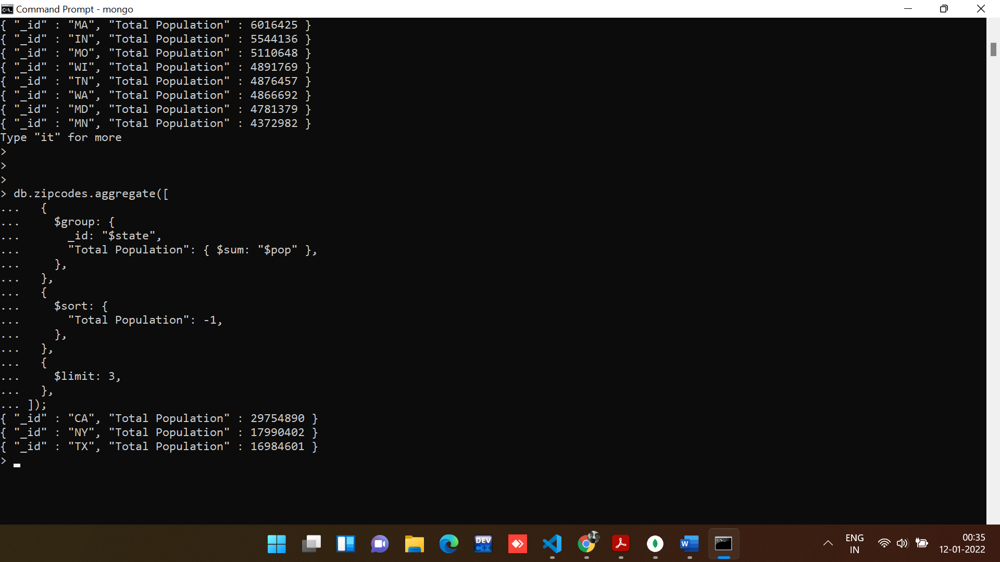 Command Prompt - mongo
{ "_id" : "MA", "Total Population" : 6016425 }
{ "_id" : "IN", "Total Population" : 5544136 }
{ "_id" : "MO", "Total Population" : 5110648 }
{ "_id" : "WI", "Total Population" : 4891769 }
{ "_id" : "TN", "Total Population" : 4876457 }
{ "_id" : "WA", "Total Population" : 4866692 }
{ "_id" : "MD", "Total Population" : 4781379 }
{ "_id" : "MN", "Total Population" : 4372982 }
Type "it" for more
>
>
>
> db.zipcodes.aggregate([
...   {
...     $group: {
...       _id: "$state",
...       "Total Population": { $sum: "$pop" },
...     },
...   },
...   {
...     $sort: {
...       "Total Population": -1,
...     },
...   },
...   {
...     $limit: 3,
...   },
... ]);
{ "_id" : "CA", "Total Population" : 29754890 }
{ "_id" : "NY", "Total Population" : 17990402 }
{ "_id" : "TX", "Total Population" : 16984601 }
>
DEV
C++
W
ENG
IN
00:35
12-01-2022